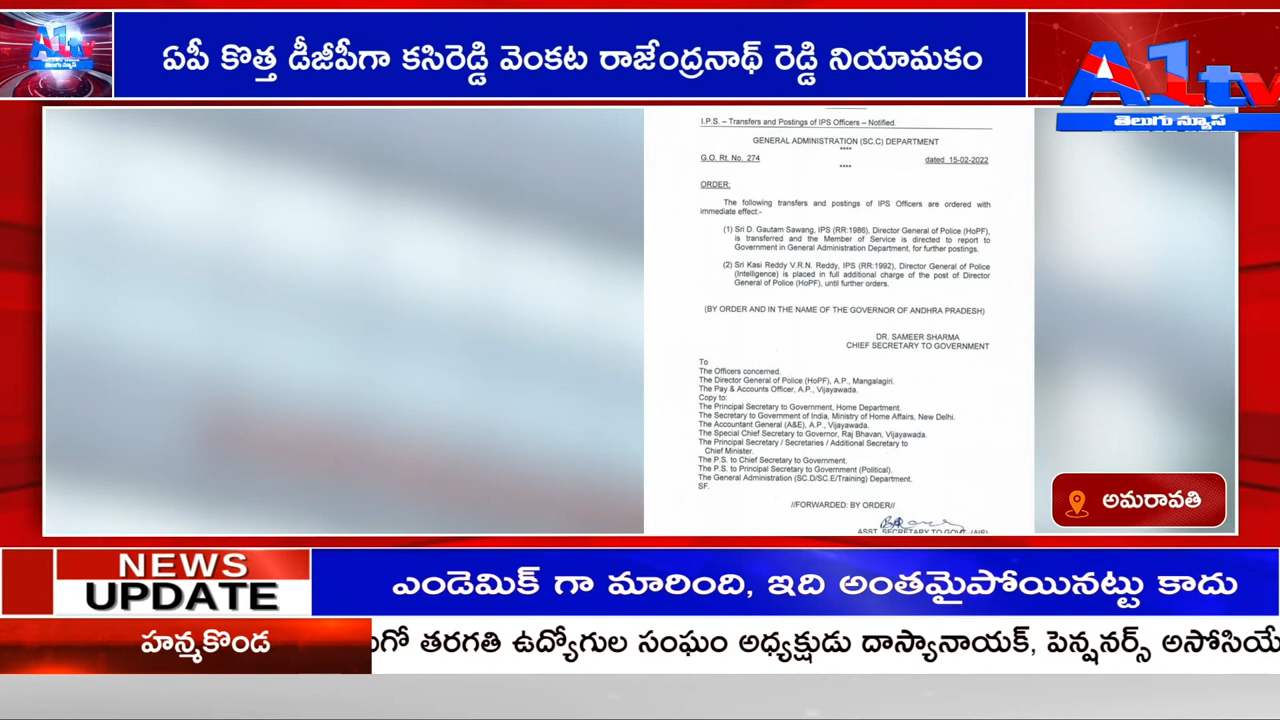 ఏపీ కొత్త డీజీపీగా కసిరెడ్డి వెంకట రాజేంద్రనాథ్ రెడ్డి నియామకం
A1tv
తెలుగు న్యూస్
I.P.S. – Transfers and Postings of IPS Officers – Notified.
GENERAL ADMINISTRATION (SC.C) DEPARTMENT
****
G.O. Rt. No. 274
dated 15-02-2022
****
ORDER:
The following transfers and postings of IPS Officers are ordered with
immediate effect:-
(1) Sri D. Gautam Sawang, IPS (RR:1986), Director General of Police (HoPF),
is transferred and the Member of Service is directed to report to
Government in General Administration Department, for further postings.
(2) Sri Kasi Reddy V.R.N. Reddy, IPS (RR:1992), Director General of Police
(Intelligence) is placed in full additional charge of the post of Director
General of Police (HoPF), until further orders.
(BY ORDER AND IN THE NAME OF THE GOVERNOR OF ANDHRA PRADESH)
DR. SAMEER SHARMA
CHIEF SECRETARY TO GOVERNMENT
To
The Officers concerned.
The Director General of Police (HoPF), A.P., Mangalagiri.
The Pay & Accounts Officer, A.P., Vijayawada.
Copy to:
The Principal Secretary to Government, Home Department.
The Secretary to Government of India, Ministry of Home Affairs, New Delhi.
The Accountant General (A&E), A.P., Vijayawada.
The Special Chief Secretary to Governor, Raj Bhavan, Vijayawada.
The Principal Secretary / Secretaries / Additional Secretary to
Chief Minister.
The P.S. to Chief Secretary to Government.
The P.S. to Principal Secretary to Government (Political).
The General Administration (SC.D/SC.E/Training) Department.
SF.
//FORWARDED: BY ORDER//
ASST. SECRETARY TO GOVT. (AIS)
అమరావతి
NEWS
UPDATE
ఎండెమిక్ గా మారింది, ఇది అంతమైపోయినట్టు కాదు
హన్మకొండ
తరగతి ఉద్యోగుల సంఘం అధ్యక్షుడు దాస్యానాయక్, పెన్షనర్స్ అసోసియే